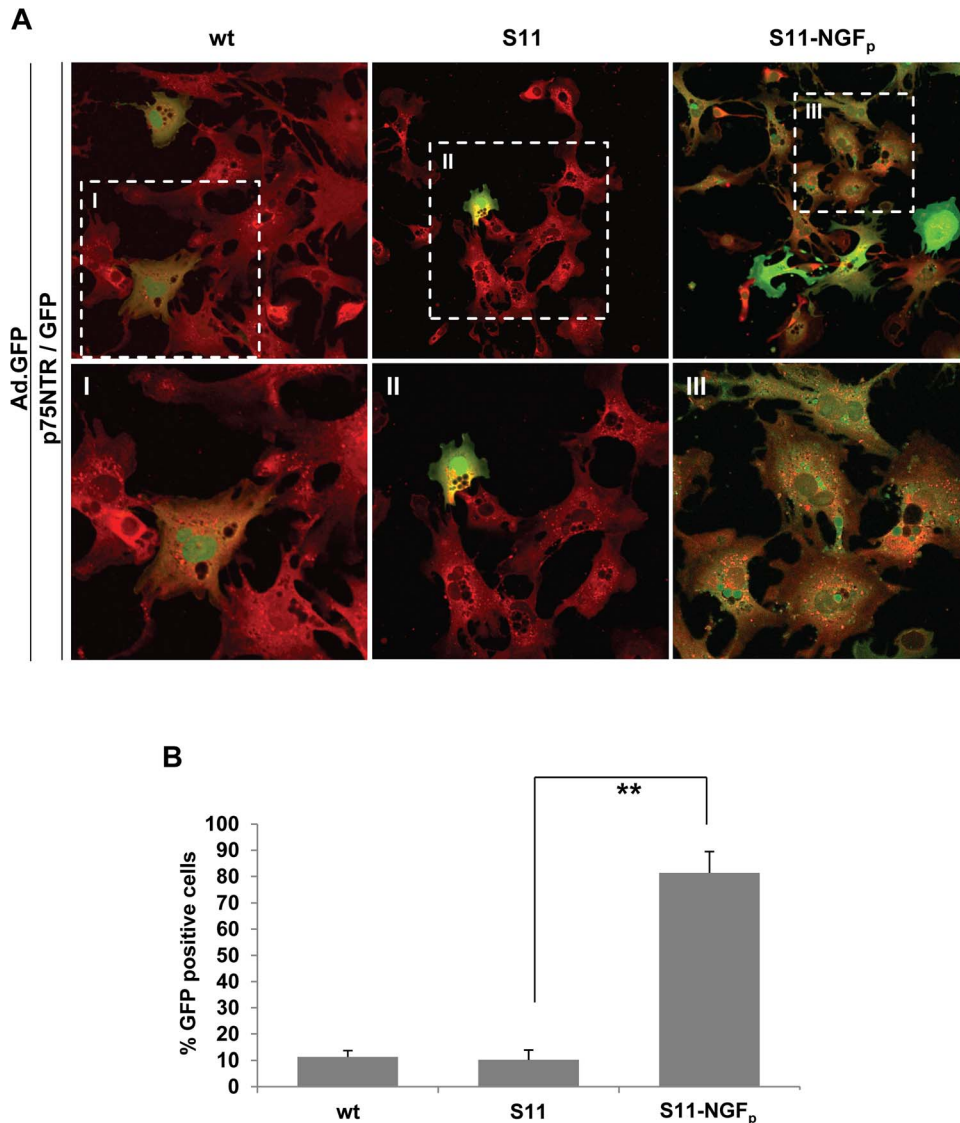 A
wt
S11
S11-NGFp
Ad.GFP
p75NTR / GFP
I
II
III
I
II
III
B
**
% GFP positive cells
100
90
80
70
60
50
40
30
20
10
0
wt
S11
S11-NGFp